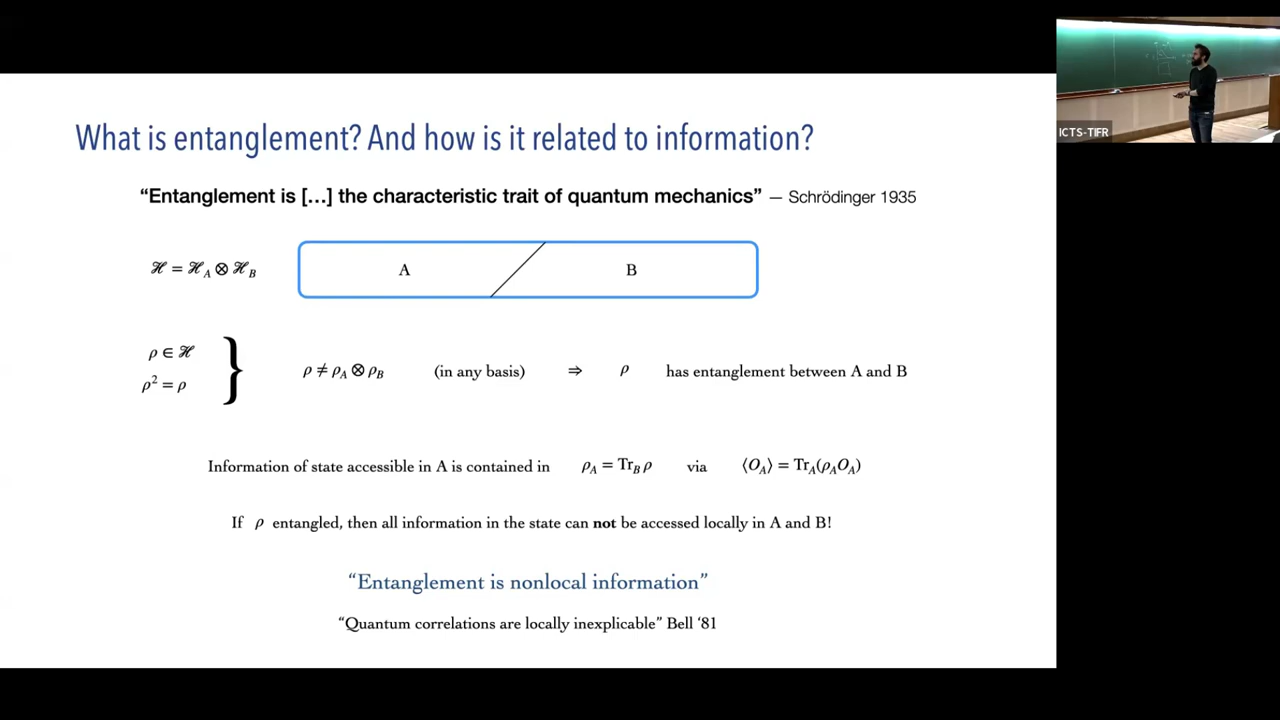 What is entanglement? And how is it related to information?
“Entanglement is [...] the characteristic trait of quantum mechanics” — Schrödinger 1935
ℋ = ℋ_A ⊗ ℋ_B
A B
ρ ∈ ℋ
ρ² = ρ
}
ρ ≠ ρ_A ⊗ ρ_B (in any basis) ⇒ ρ has entanglement between A and B
Information of state accessible in A is contained in ρ_A = Tr_B ρ via ⟨O_A⟩ = Tr_A(ρ_A O_A)
If ρ entangled, then all information in the state can not be accessed locally in A and B!
“Entanglement is nonlocal information”
“Quantum correlations are locally inexplicable” Bell ‘81
ICTS-TIFR